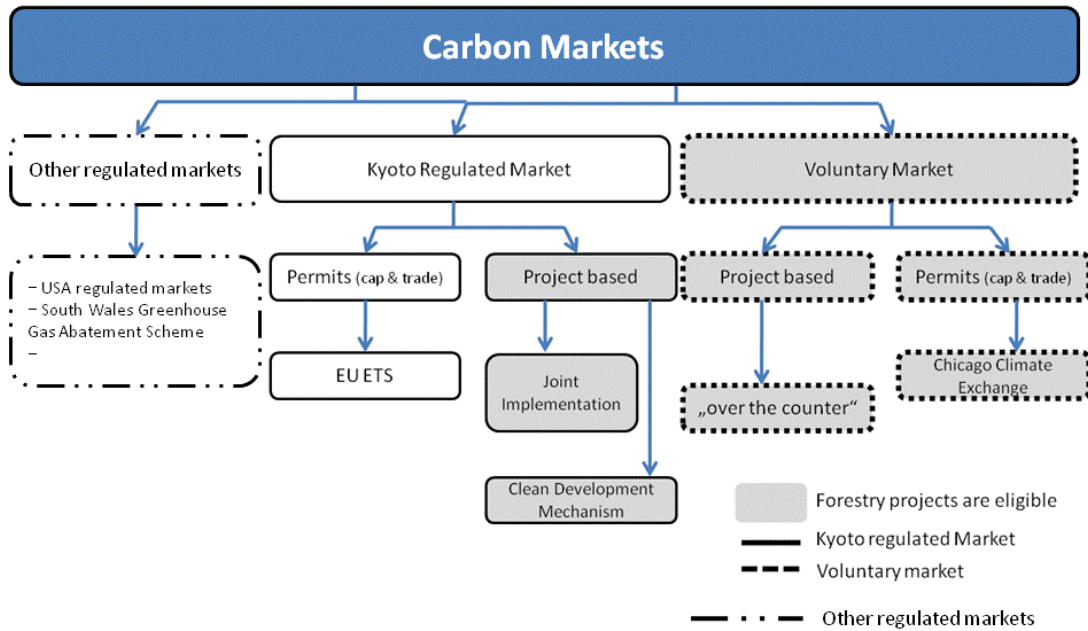 Carbon Markets
Other regulated markets
Kyoto Regulated Market
Voluntary Market
– USA regulated markets
– South Wales Greenhouse
Gas Abatement Scheme
–
Permits (cap & trade)
Project based
Project based
Permits (cap & trade)
EU ETS
Joint
Implementation
„over the counter“
Chicago Climate
Exchange
Clean Development
Mechanism
Forestry projects are eligible
Kyoto regulated Market
Voluntary market
Other regulated markets